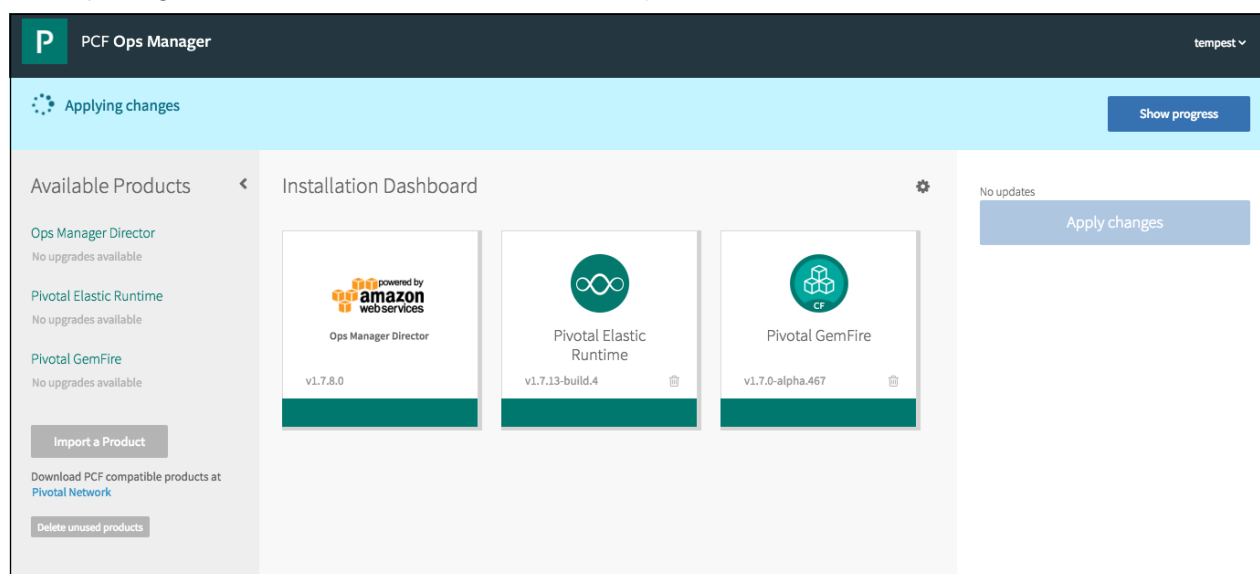 P
PCF Ops Manager
tempest
Applying changes
Show progress
Available Products
Ops Manager Director
No upgrades available
Pivotal Elastic Runtime
No upgrades available
Pivotal GemFire
No upgrades available
Import a Product
Download PCF compatible products at
Pivotal Network
Delete unused products
Installation Dashboard
powered by
amazon
webservices
Ops Manager Director
v1.7.8.0
Pivotal Elastic
Runtime
v1.7.13-build.4
CF
Pivotal GemFire
v1.7.0-alpha.467
No updates
Apply changes